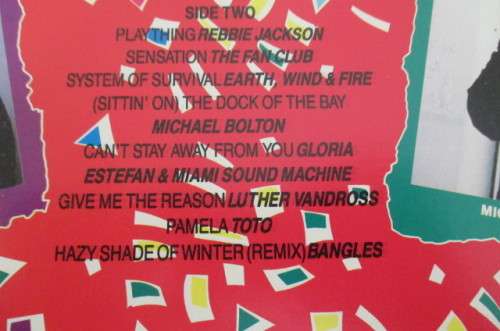 SIDE TWO
PLAYTHING REBBIE JACKSON
SENSATION THE FAN CLUB
SYSTEM OF SURVIVAL EARTH, WIND & FIRE
(SITTIN' ON) THE DOCK OF THE BAY
MICHAEL BOLTON
CAN'T STAY AWAY FROM YOU GLORIA
ESTEFAN & MIAMI SOUND MACHINE
GIVE ME THE REASON LUTHER VANDROSS
PAMELA TOTO
HAZY SHADE OF WINTER (REMIX) BANGLES